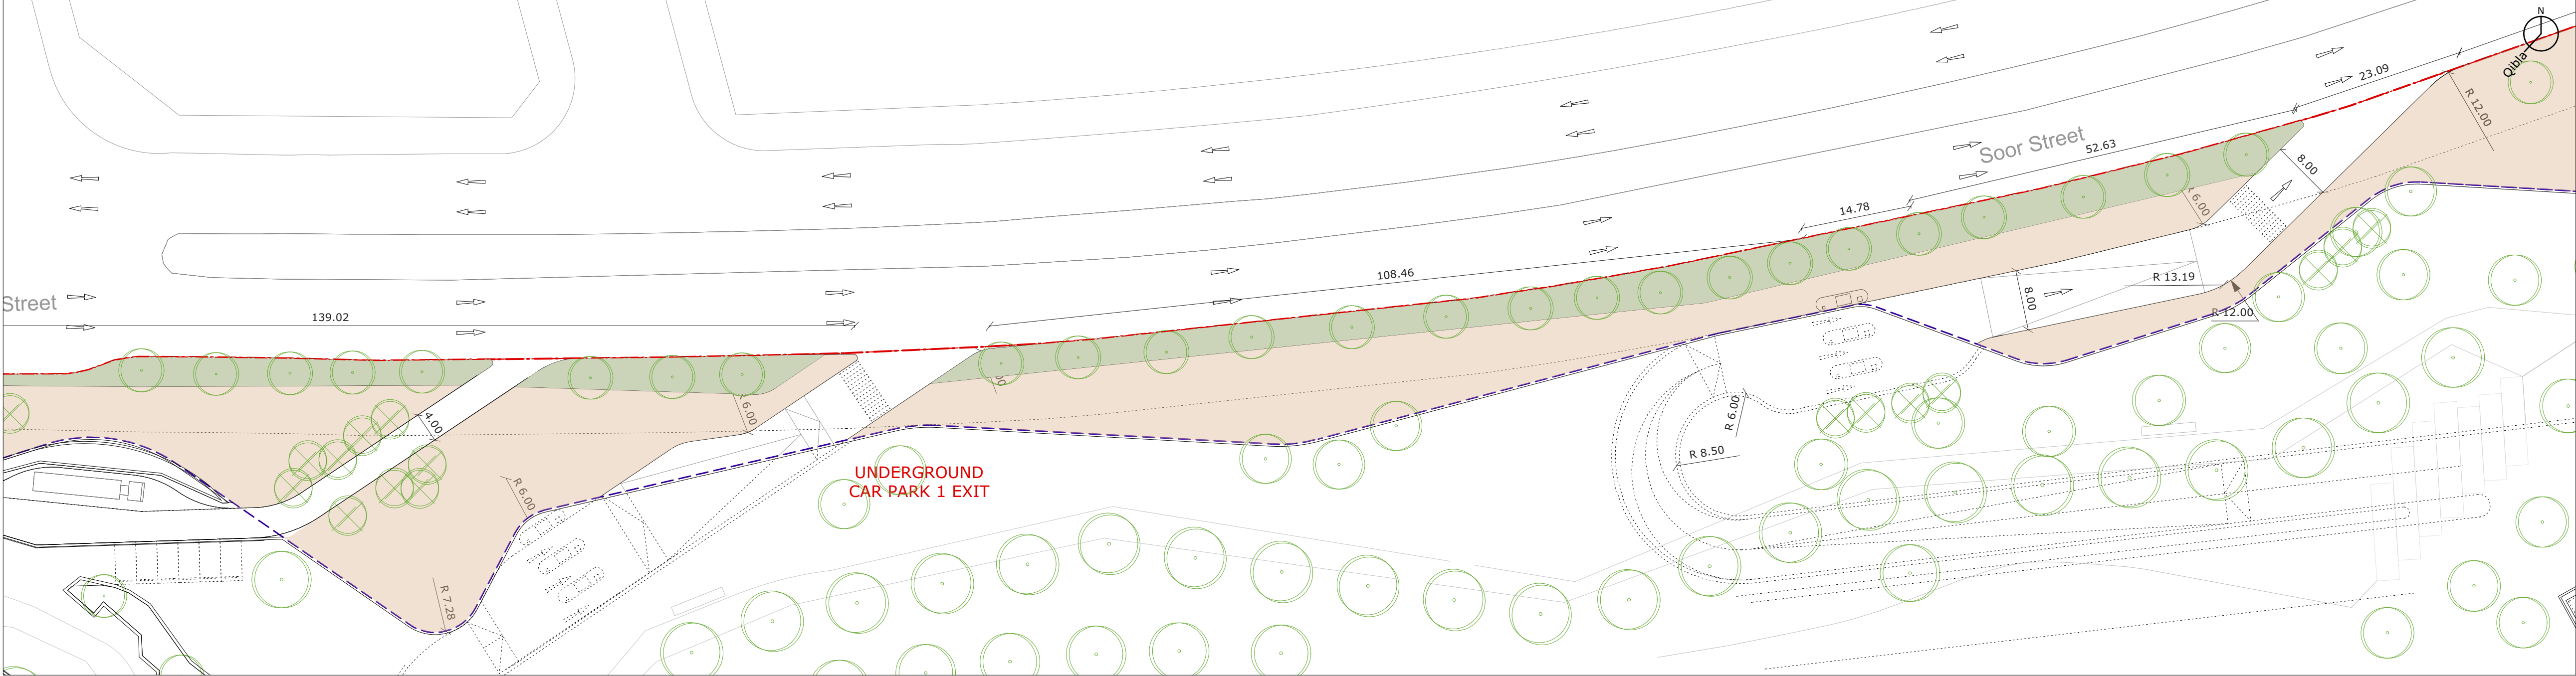 N
Qibla
23.09
R 12.00
Soor Street
52.63
8.00
R 6.00
14.78
108.46
R 13.19
8.00
R 12.00
Street
139.02
4.00
6.00
R 6.00
R 8.50
UNDERGROUND
CAR PARK 1 EXIT
R 6.00
R 7.28